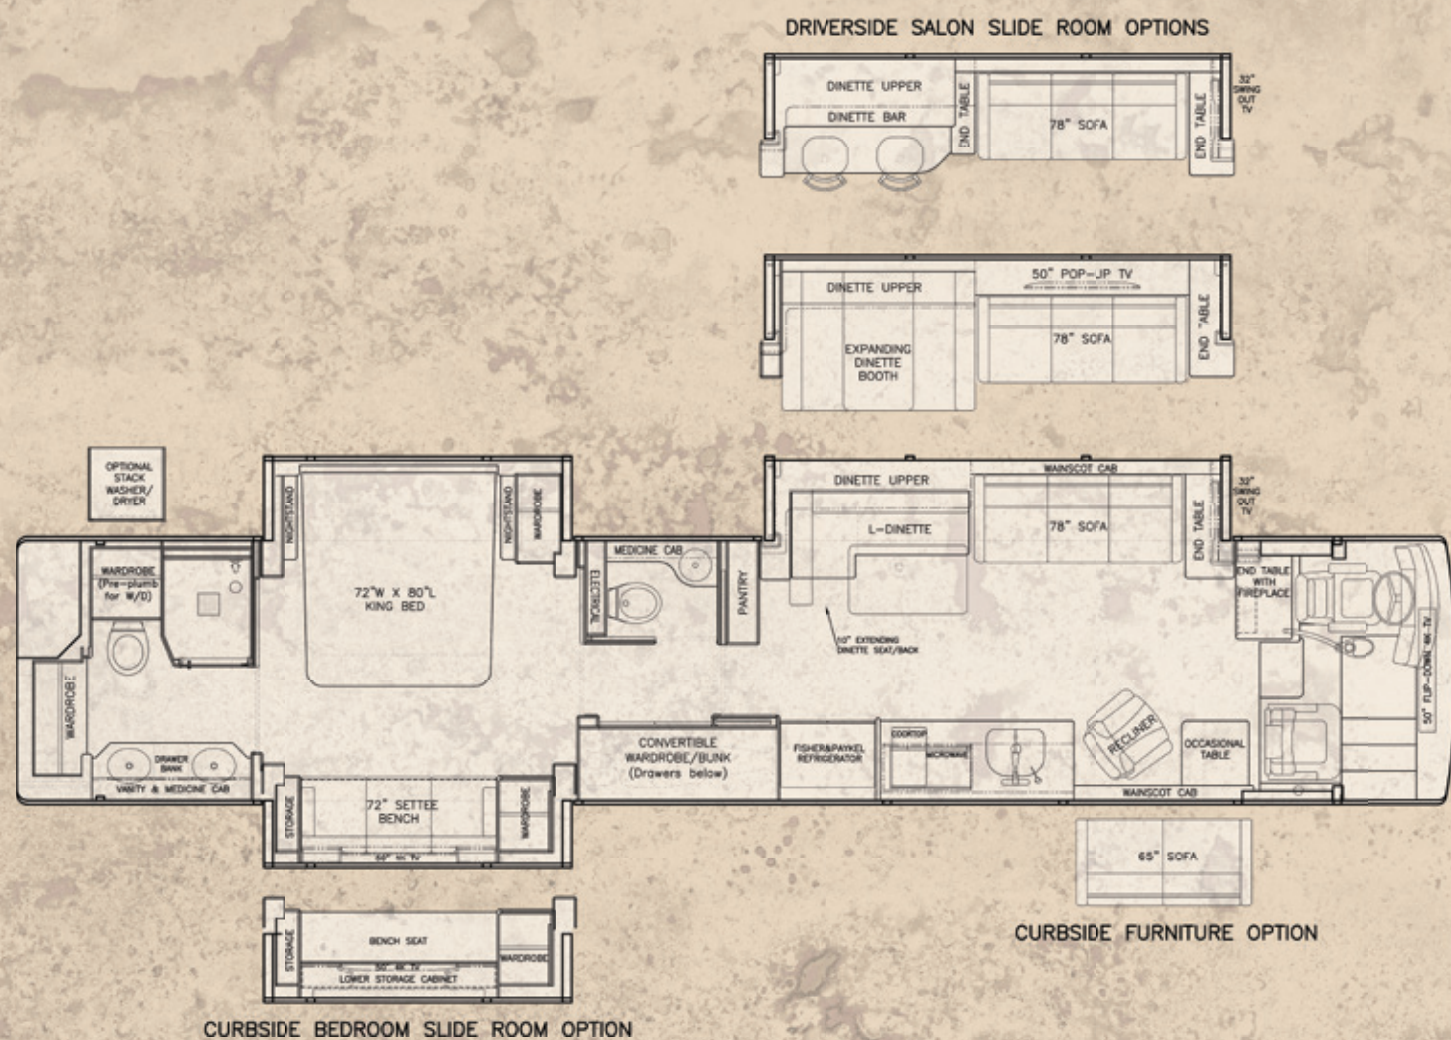 DRIVERSIDE SALON SLIDE ROOM OPTIONS
DINETTE UPPER
DINETTE BAR
END TABLE
78" SOFA
END TABLE
32"
SWING
OUT
TV
DINETTE UPPER
50" POP-JP TV
EXPANDING
DINETTE
BOOTH
78" SOFA
END "ABLE
OPTIONAL
STACK
WASHER/
DRYER
WARDROBE
(Pre-plumb
for W/D)
WARDROBE
DRAWER
BANK
VANITY & MEDICINE CAB
NIGHTSTAND
72"W X 80"L
KING BED
NIGHTSTAND
WARDROBE
STORAGE
72" SETTEE
BENCH
WARDROBE
MEDICINE CAB
ELECTRICAL
PANTRY
CONVERTIBLE
WARDROBE/BUNK
(Drawers below)
DINETTE UPPER
L-DINETTE
10" EXTENDING
DINETTE SEAT/BACK
WAINSCOT CAB
78" SOFA
END TABLE
32"
SWING
OUT
TV
END TABLE
WITH
FIREPLACE
50" FLIP-DOWN 4K TV
FISHER&PAYKEL
REFRIGERATOR
COOKTOP
MICROWAVE
RECLINER
OCCASIONAL
TABLE
WAINSCOT CAB
65" SOFA
CURBSIDE FURNITURE OPTION
STORAGE
BENCH SEAT
50" 4K TV
LOWER STORAGE CABINET
WARDROBE
CURBSIDE BEDROOM SLIDE ROOM OPTION